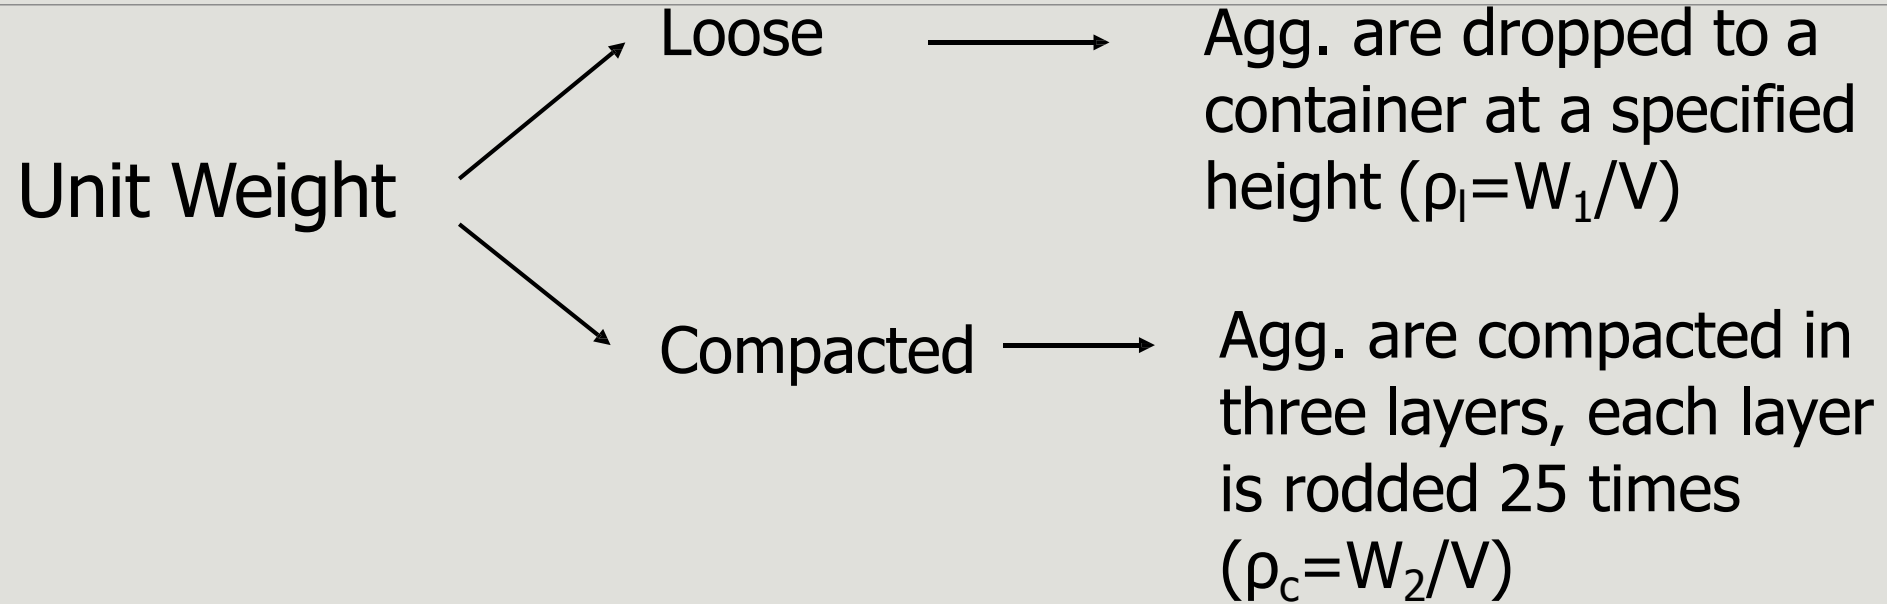 Unit Weight
Loose
Agg. are dropped to a
container at a specified
height (ρₗ=W₁/V)
Compacted
Agg. are compacted in
three layers, each layer
is rodded 25 times
(ρ꜀=W₂/V)